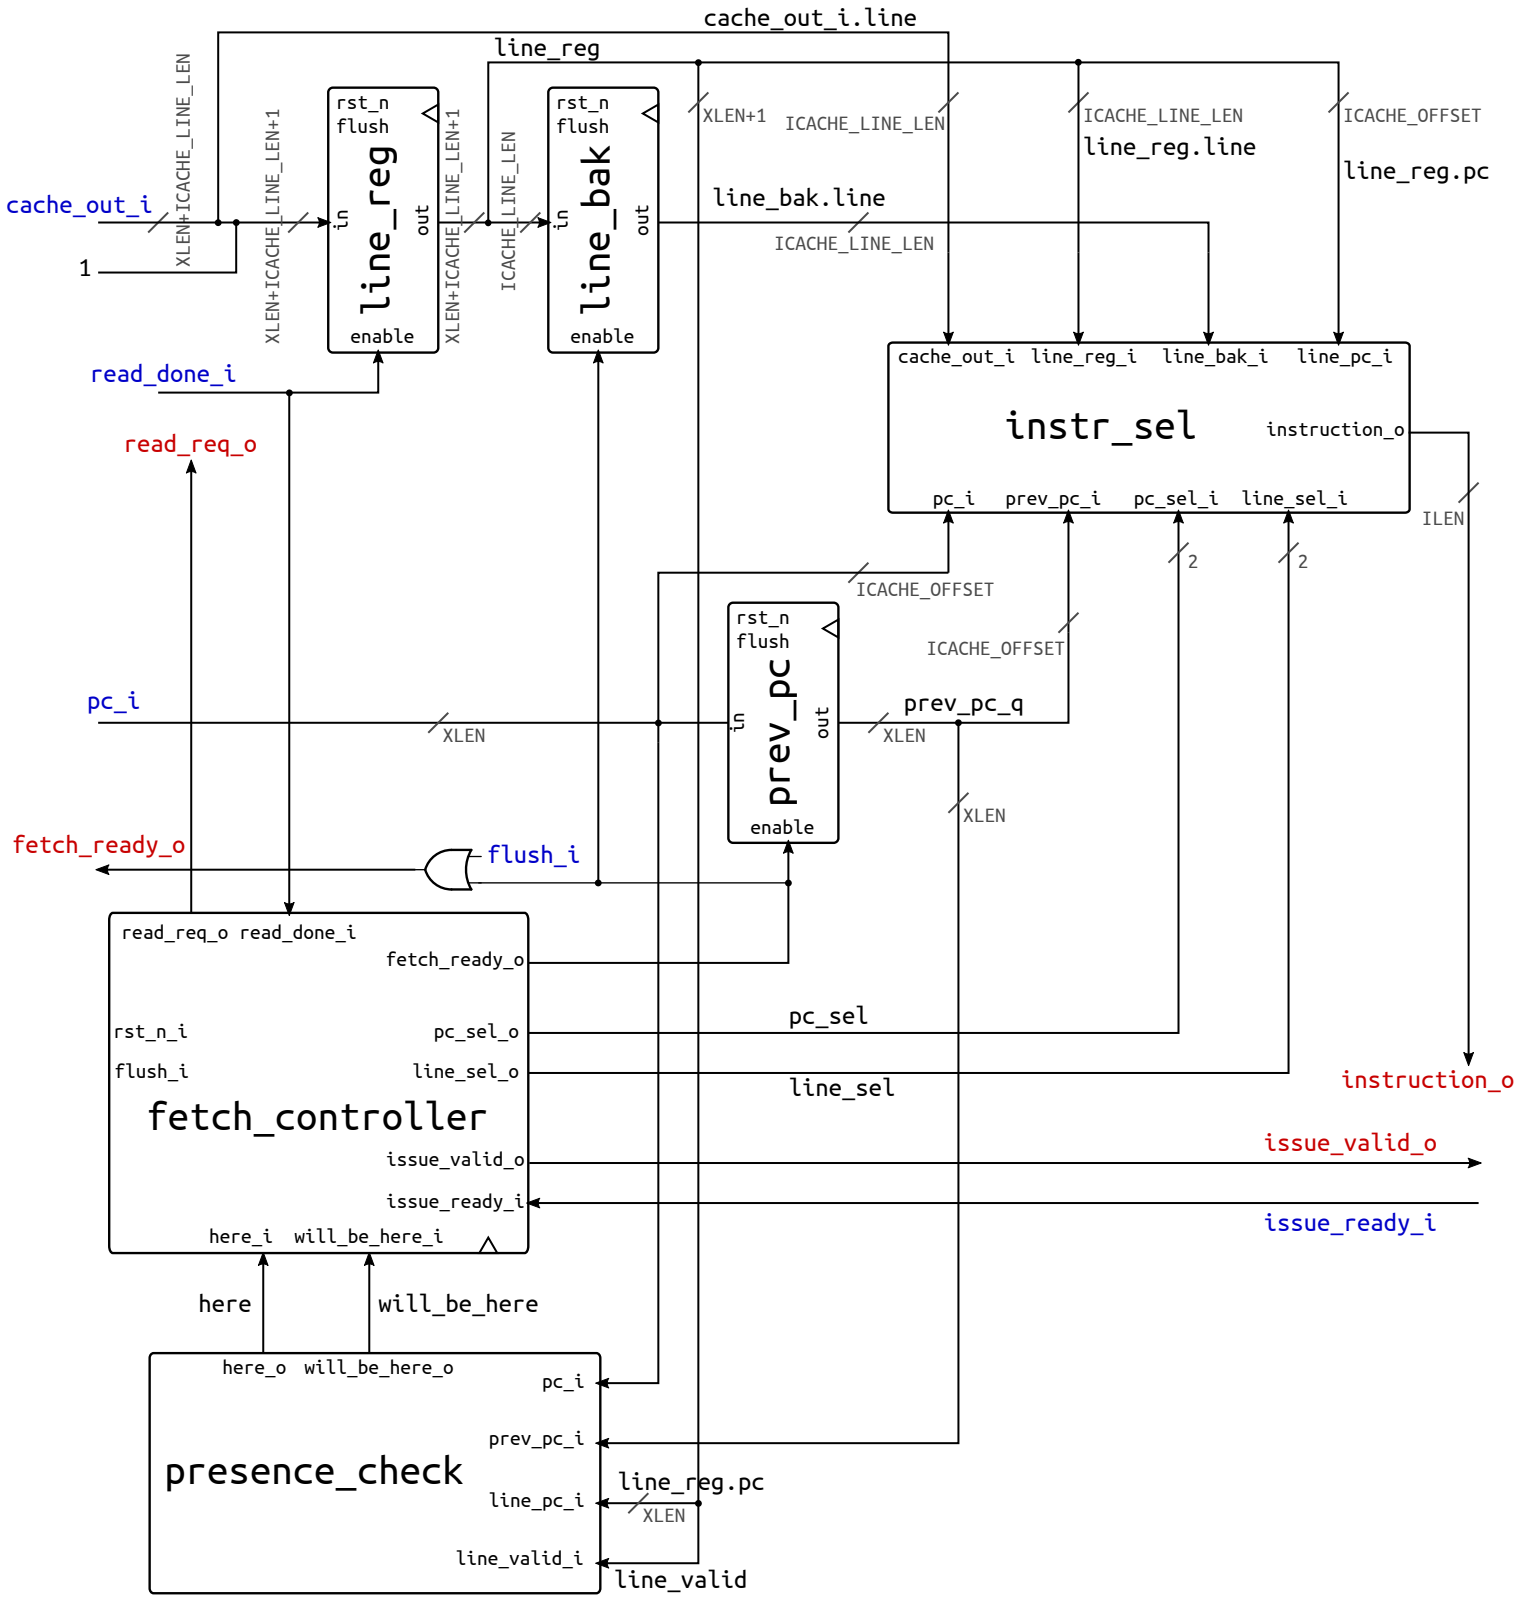 cache_out_i.line
line_reg
XLEN+ICACHE_LINE_LEN
rst_n
flush
line_reg
in
out
enable
rst_n
flush
line_bak
in
out
enable
XLEN+1
ICACHE_LINE_LEN
ICACHE_LINE_LEN
line_reg.line
ICACHE_OFFSET
line_reg.pc
cache_out_i
1
XLEN+ICACHE_LINE_LEN+1
XLEN+ICACHE_LINE_LEN+1
ICACHE_LINE_LEN
line_bak.line
ICACHE_LINE_LEN
read_done_i
read_req_o
cache_out_i line_reg_i line_bak_i line_pc_i
instr_sel
instruction_o
pc_i prev_pc_i pc_sel_i line_sel_i
ILEN
2
2
ICACHE_OFFSET
ICACHE_OFFSET
rst_n
flush
prev_pc
in
out
enable
pc_i
XLEN
prev_pc_q
XLEN
XLEN
fetch_ready_o
flush_i
read_req_o read_done_i
fetch_ready_o
rst_n_i
pc_sel_o
flush_i
line_sel_o
fetch_controller
issue_valid_o
issue_ready_i
here_i will_be_here_i
pc_sel
line_sel
instruction_o
issue_valid_o
issue_ready_i
here
will_be_here
here_o will_be_here_o
pc_i
prev_pc_i
presence_check
line_pc_i
line_valid_i
line_reg.pc
XLEN
line_valid